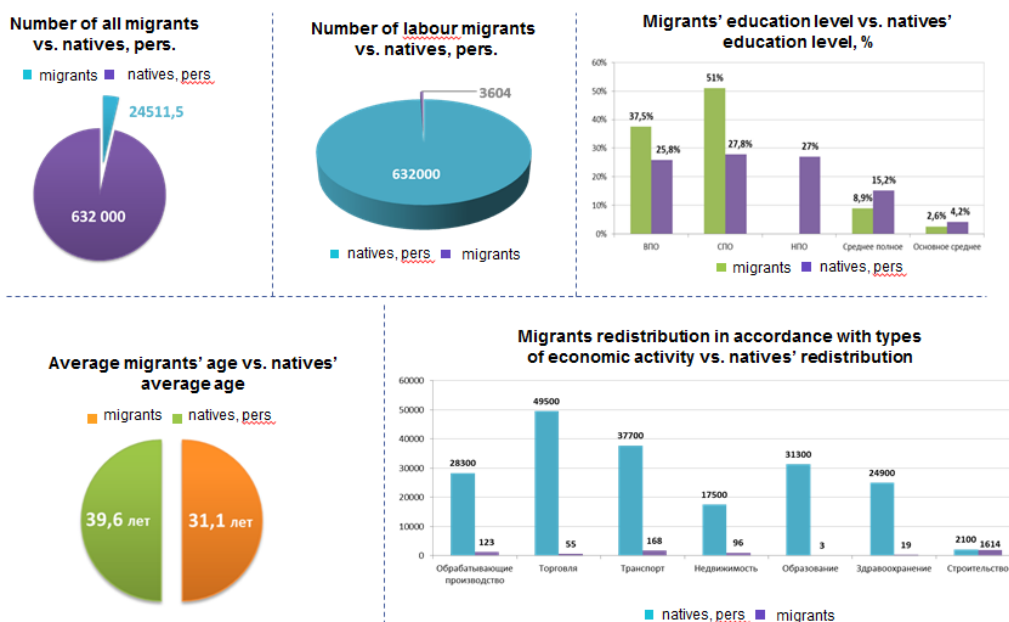 Number of all migrants
vs. natives, pers.
migrants natives, pers
24511,5
632 000
Number of labour migrants
vs. natives, pers.
3604
632000
natives, pers migrants
Migrants' education level vs. natives'
education level, %
60%
50%
40%
30%
20%
10%
0%
37,5%
25,8%
51%
27,8%
27%
8,9%
15,2%
2,6%
4,2%
ВПО СПО НПО Среднее полное Основное среднее
migrants natives, pers
Average migrants' age vs. natives'
average age
migrants natives, pers
39,6 лет 31,1 лет
Migrants redistribution in accordance with types
of economic activity vs. natives' redistribution
60000
50000
40000
30000
20000
10000
0
28300
123
49500
55
37700
168
17500
96
31300
3
24900
19
2100 1614
Обрабатывающие Торговля Транспорт Недвижимость Образование Здравоохранение Строительство
производство
natives, pers migrants